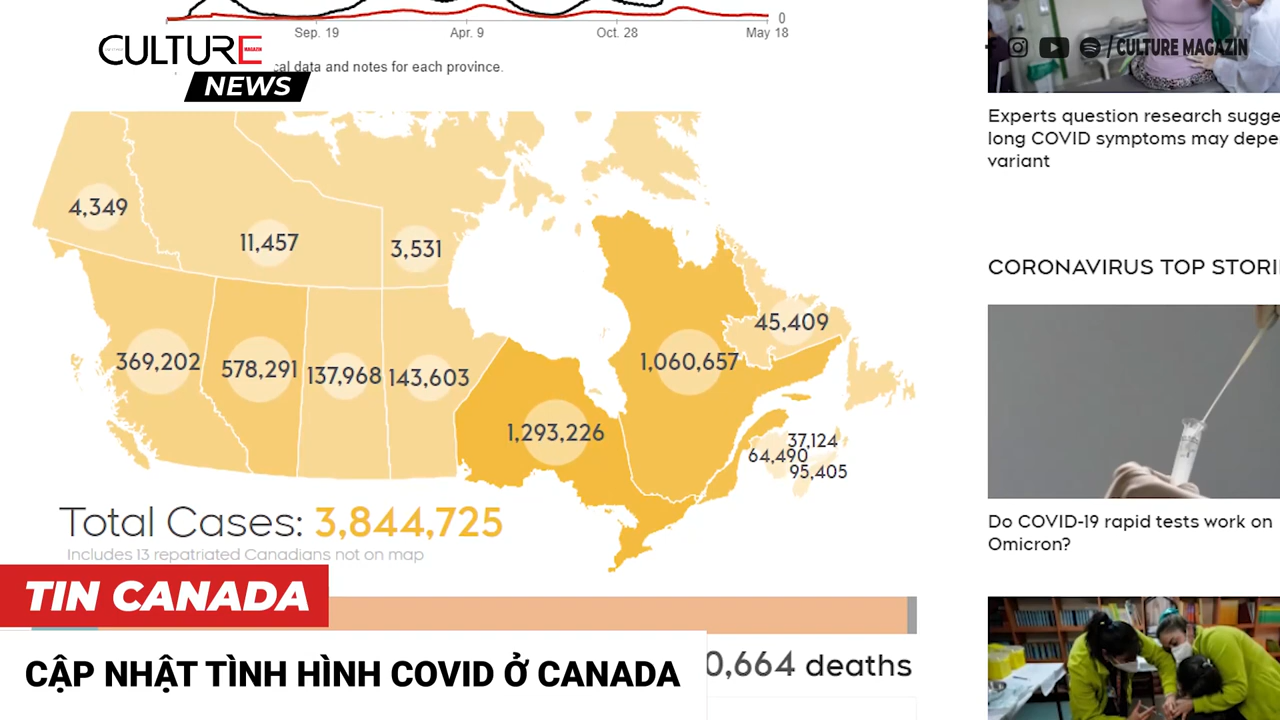 0
Sep. 19
Apr. 9
Oct. 28
May 18
CULTURE
MAGAZIN
NEWS
cal data and notes for each province.
/ CULTURE MAGAZIN
Experts question research sugge
long COVID symptoms may depe
variant
4,349
11,457
3,531
369,202
578,291
137,968
143,603
1,293,226
1,060,657
45,409
37,124
64,490
95,405
CORONAVIRUS TOP STORI
Total Cases: 3,844,725
Includes 13 repatriated Canadians not on map
Do COVID-19 rapid tests work on
Omicron?
TIN CANADA
CẬP NHẬT TÌNH HÌNH COVID Ở CANADA
0,664 deaths